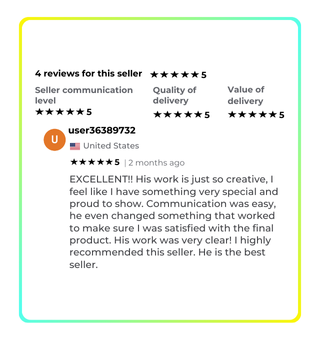 4 reviews for this seller ★★★★★ 5
Seller communication level
★★★★★ 5
Quality of delivery
★★★★★ 5
Value of delivery
★★★★★ 5
U
user36389732
United States
★★★★★ 5 | 2 months ago
EXCELLENT!! His work is just so creative, I
feel like I have something very special and
proud to show. Communication was easy,
he even changed something that worked
to make sure I was satisfied with the final
product. His work was very clear! I highly
recommended this seller. He is the best
seller.